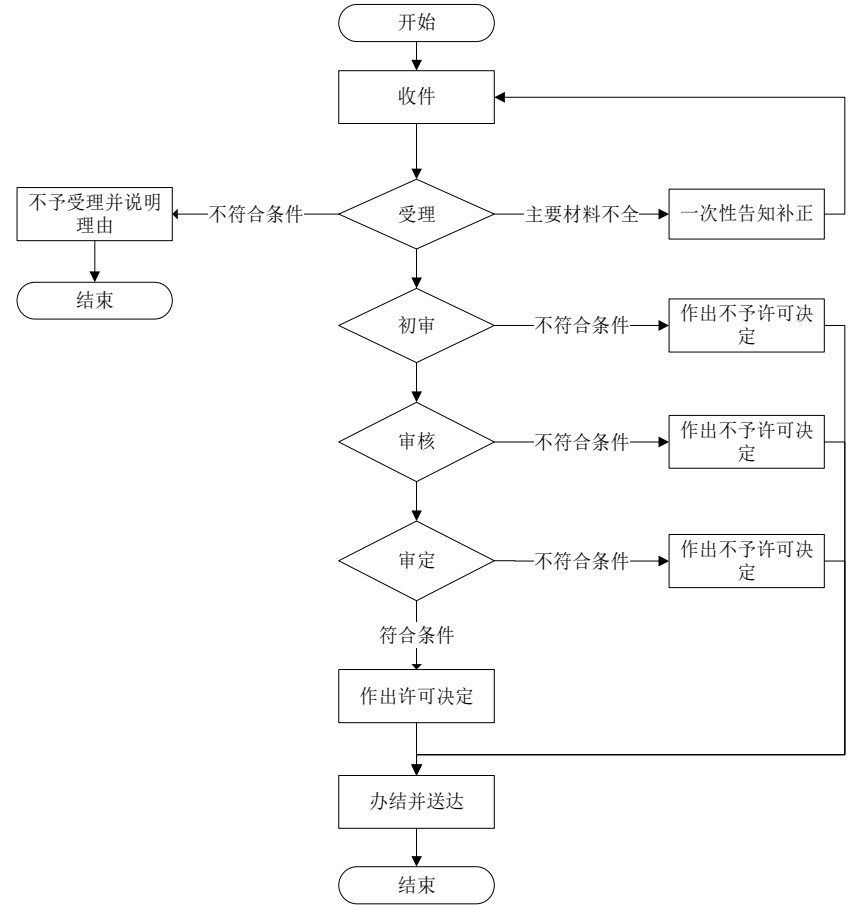 开始
收件
不予受理并说明
理由
不符合条件
受理
主要材料不全
一次性告知补正
结束
初审
不符合条件
作出不予许可决
定
审核
不符合条件
作出不予许可决
定
审定
不符合条件
作出不予许可决
定
符合条件
作出许可决定
办结并送达
结束